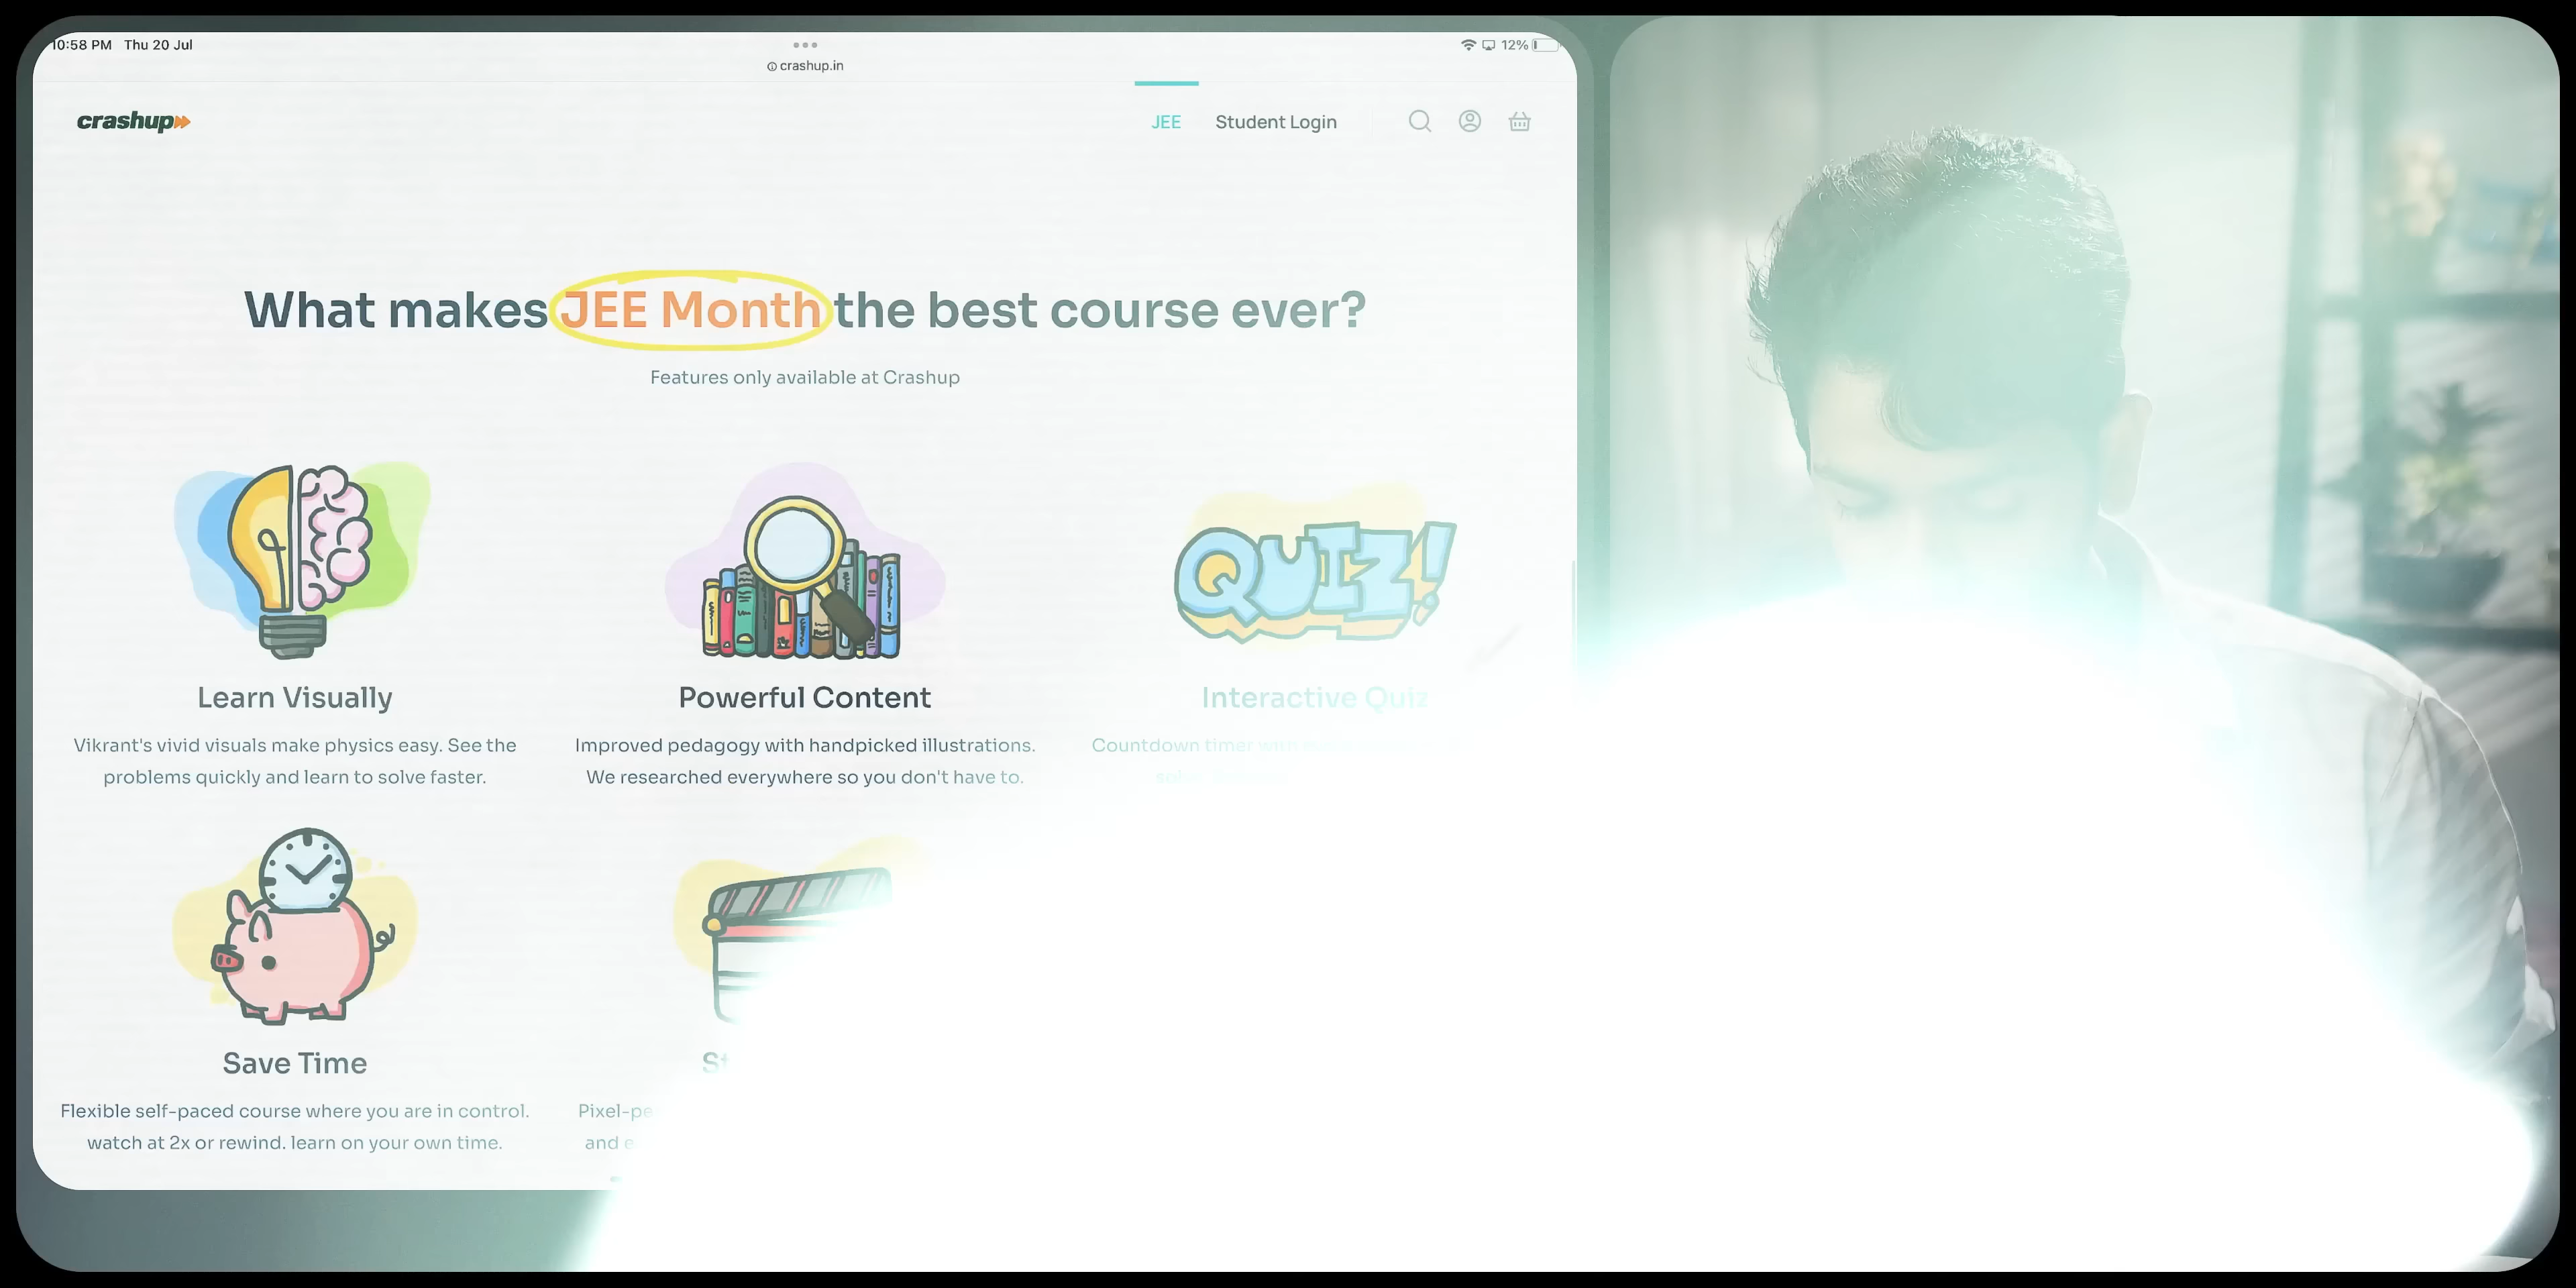 10:58 PM Thu 20 Jul
12%
crashup.in
crashup
JEE Student Login
What makes JEE Month the best course ever?
Features only available at Crashup
QUIZ!
Learn Visually
Powerful Content
Interactive Quiz
Vikrant's vivid visuals make physics easy. See the
problems quickly and learn to solve faster.
Improved pedagogy with handpicked illustrations.
We researched everywhere so you don't have to.
Countdown timer with
Save Time
Flexible self-paced course where you are in control.
watch at 2x or rewind. learn on your own time.
and